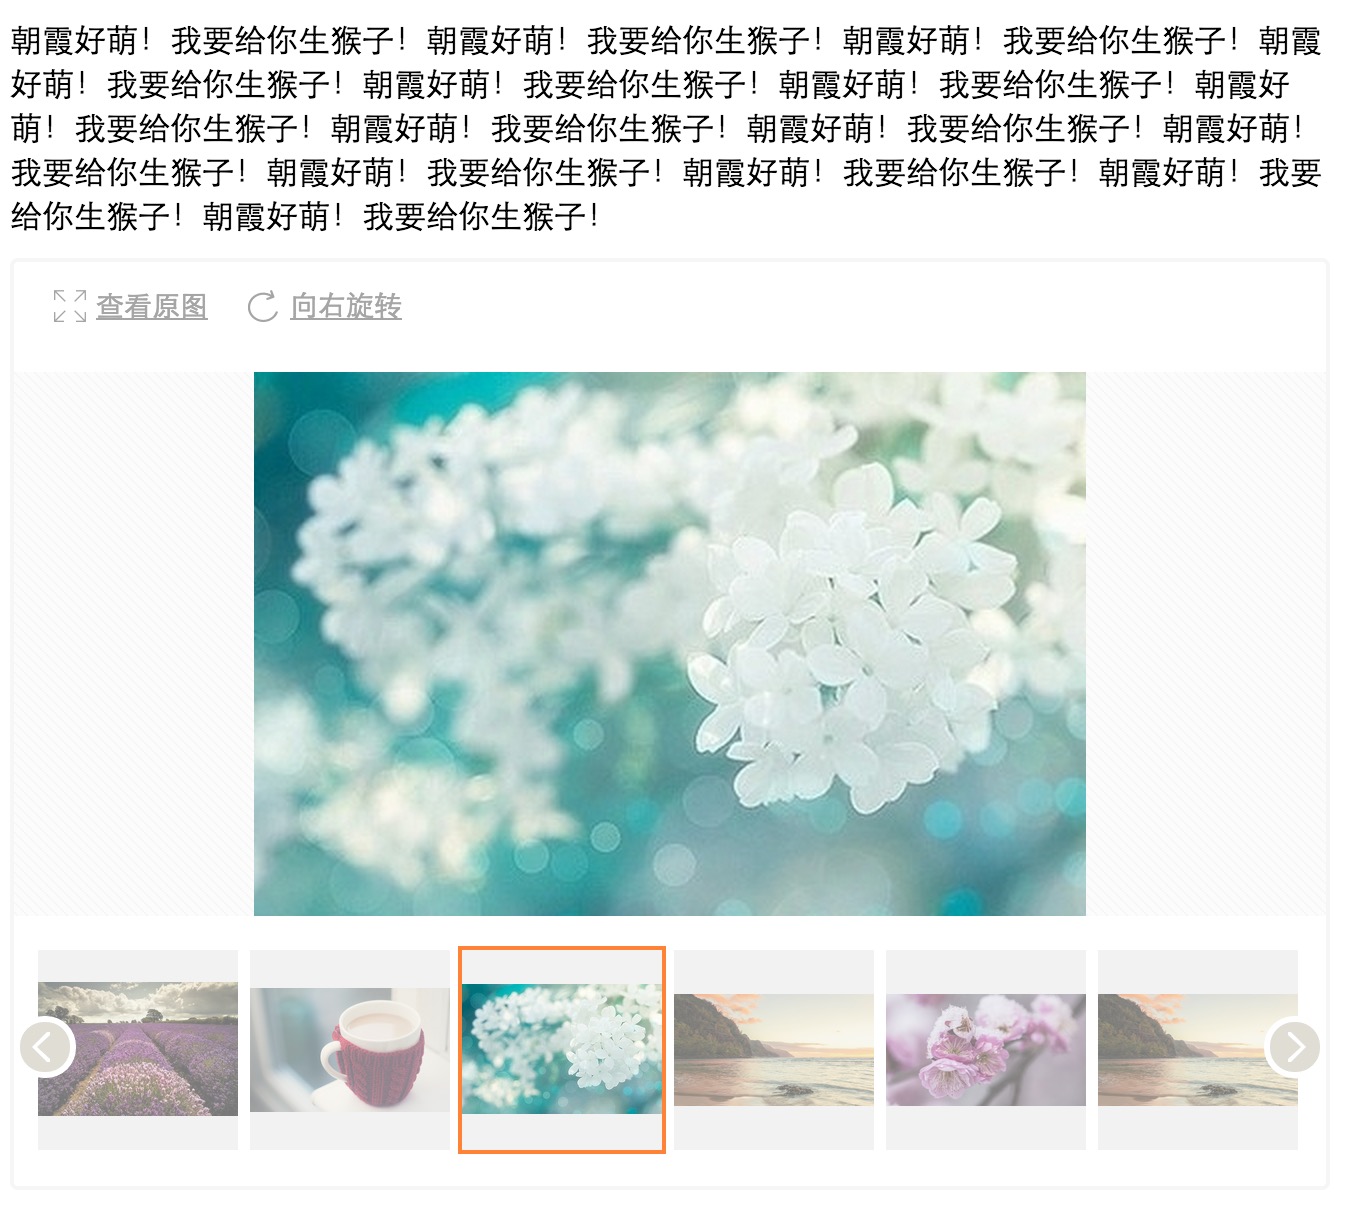 朝霞好萌！我要给你生猴子！朝霞好萌！我要给你生猴子！朝霞好萌！我要给你生猴子！朝霞
好萌！我要给你生猴子！朝霞好萌！我要给你生猴子！朝霞好萌！我要给你生猴子！朝霞好
萌！我要给你生猴子！朝霞好萌！我要给你生猴子！朝霞好萌！我要给你生猴子！朝霞好萌！
我要给你生猴子！朝霞好萌！我要给你生猴子！朝霞好萌！我要给你生猴子！朝霞好萌！我要
给你生猴子！朝霞好萌！我要给你生猴子！
查看原图 向右旋转